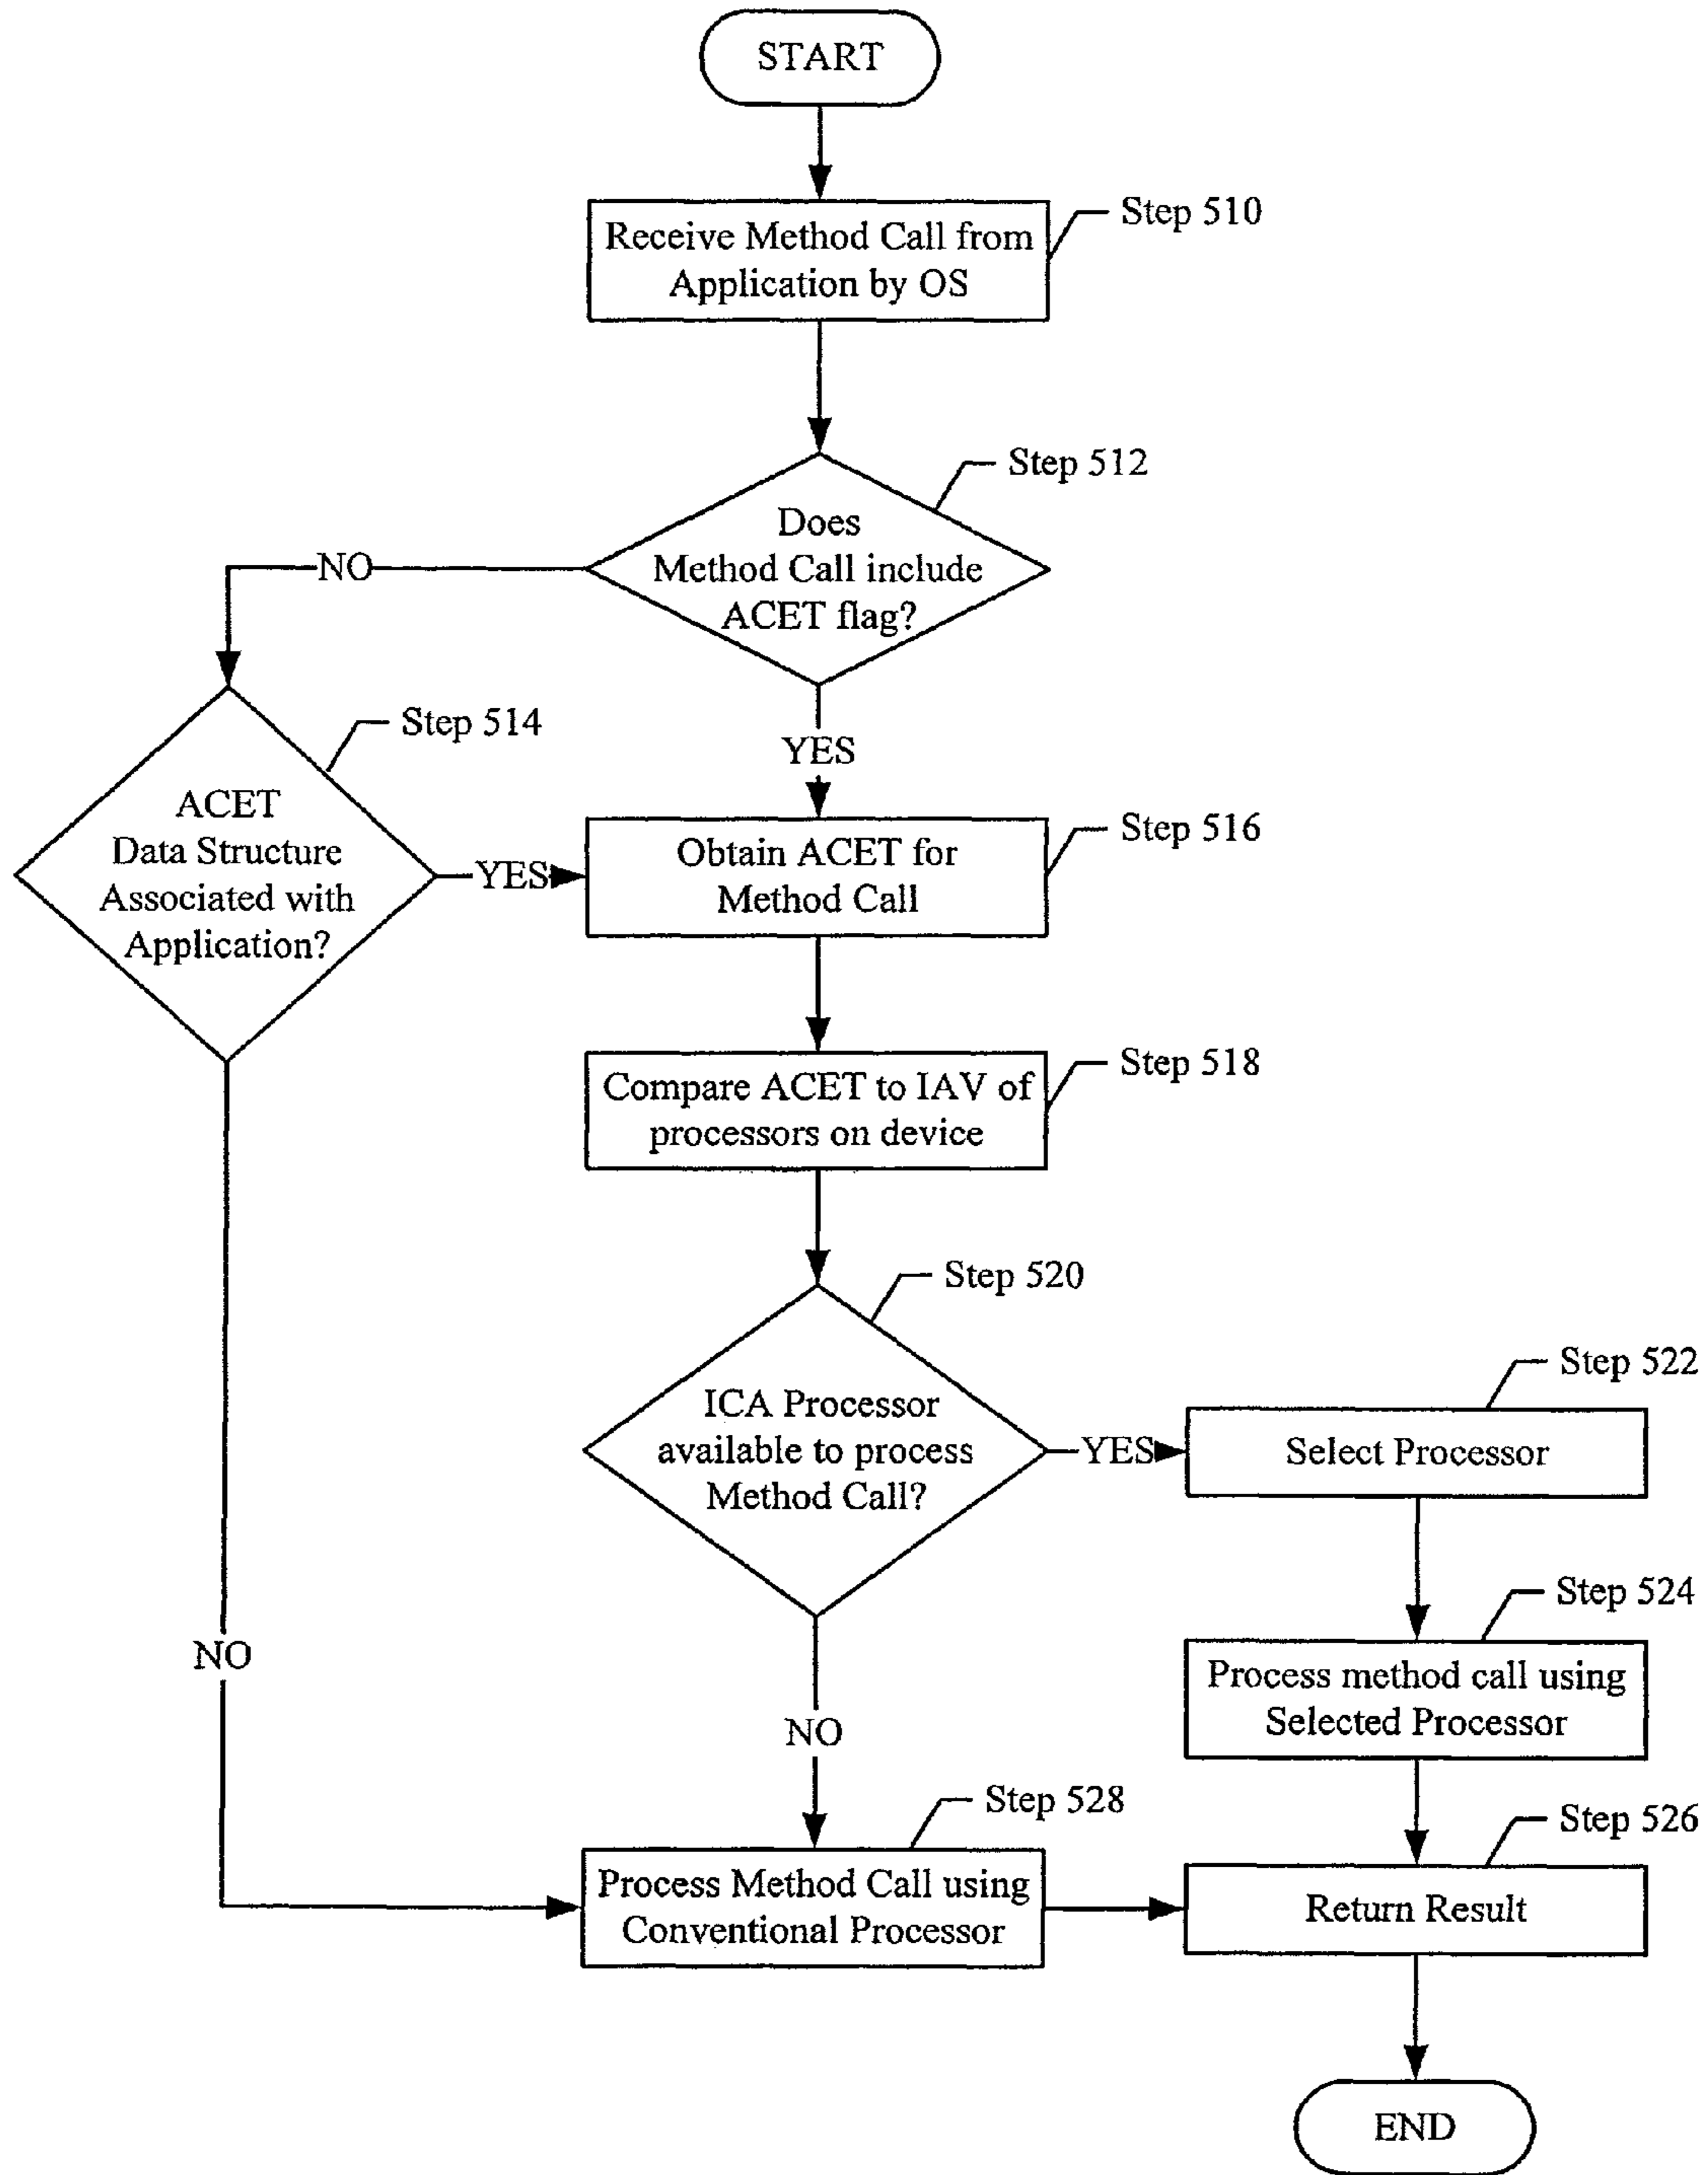 START
Receive Method Call from
Application by OS
Step 510
Does
Method Call include
ACET flag?
Step 512
NO
YES
ACET
Data Structure
Associated with
Application?
Step 514
YES
Obtain ACET for
Method Call
Step 516
Compare ACET to IAV of
processors on device
Step 518
ICA Processor
available to process
Method Call?
Step 520
YES
Select Processor
Step 522
Process method call using
Selected Processor
Step 524
NO
NO
Process Method Call using
Conventional Processor
Step 528
Return Result
Step 526
END